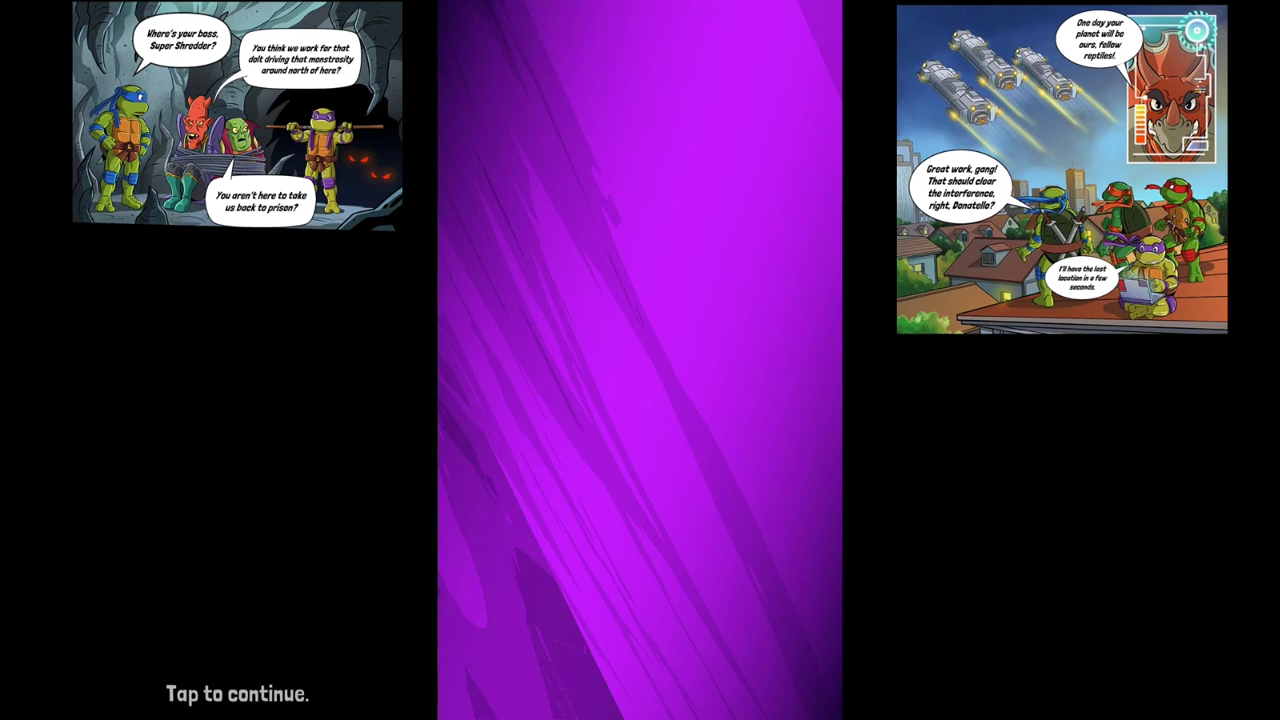 Where's your boss,
Super Shredder?
You think we work for that
dolt driving that monstrosity
around north of here?
You aren't here to take
us back to prison?
Tap to continue.
One day your
planet will be
ours, fellow
reptiles!.
Great work, gang!
That should clear
the interference,
right, Donatello?
I'll have the last
location in a few
seconds.